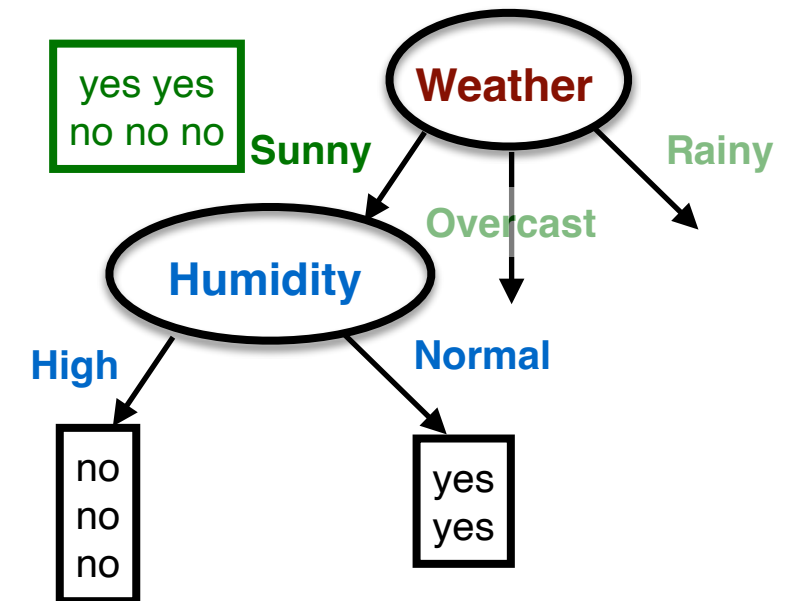 yes yes
no no no
Weather
Sunny
Rainy
Overcast
Humidity
High
Normal
no
no
no
yes
yes